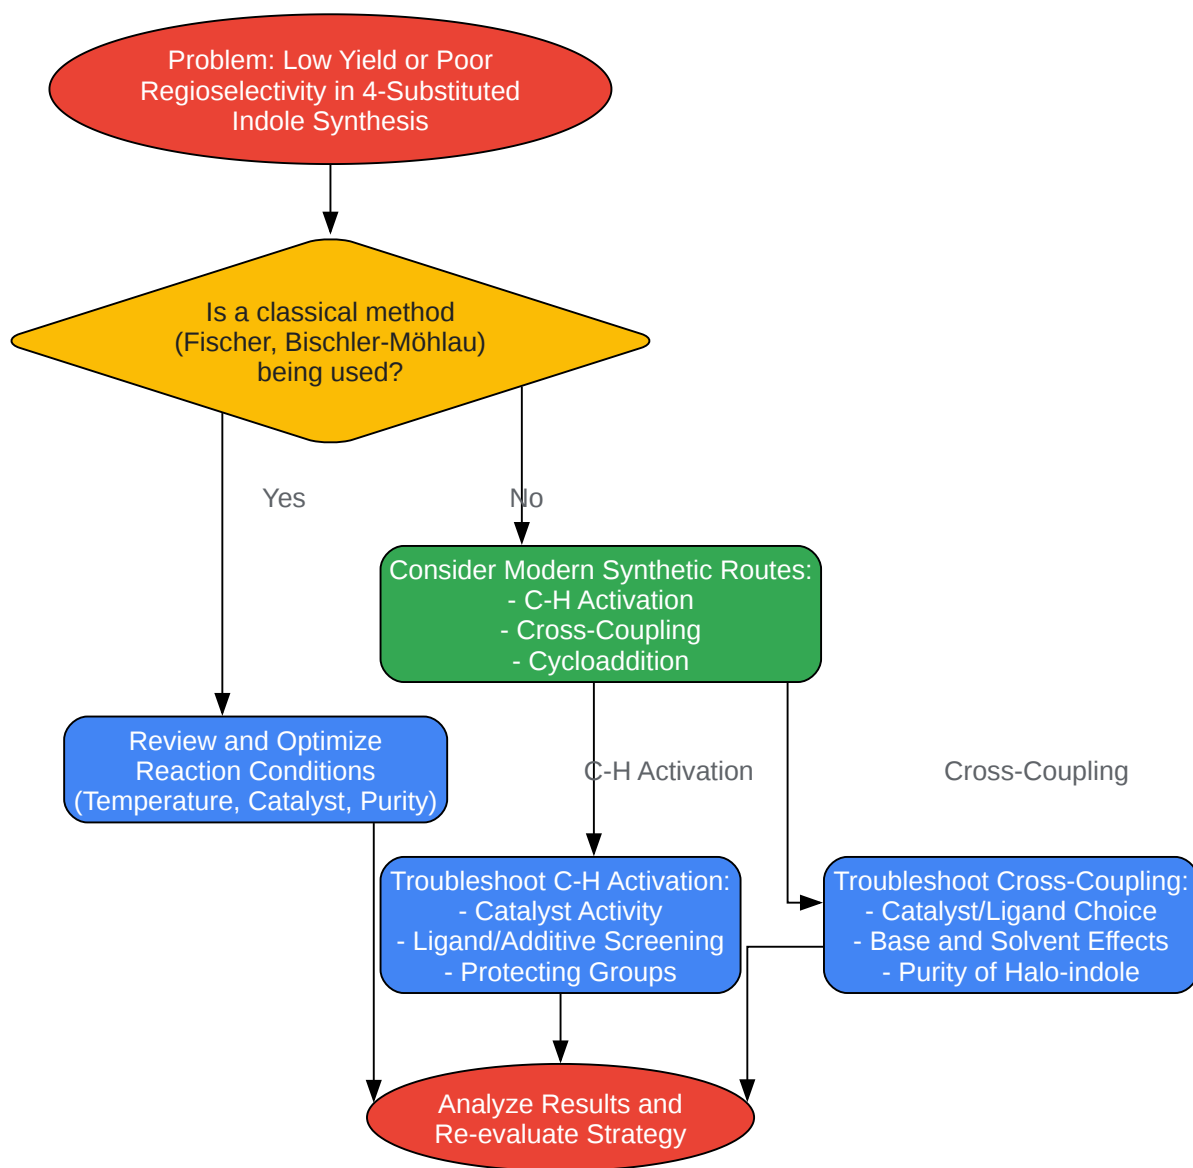 Problem: Low Yield or Poor
Regioselectivity in 4-Substituted
Indole Synthesis
Is a classical method
(Fischer, Bischler-Möhlau)
being used?
Yes
No
Consider Modern Synthetic Routes:
- C-H Activation
- Cross-Coupling
- Cycloaddition
Review and Optimize
Reaction Conditions
(Temperature, Catalyst, Purity)
C-H Activation
Cross-Coupling
Troubleshoot C-H Activation:
- Catalyst Activity
- Ligand/Additive Screening
- Protecting Groups
Troubleshoot Cross-Coupling:
- Catalyst/Ligand Choice
- Base and Solvent Effects
- Purity of Halo-indole
Analyze Results and
Re-evaluate Strategy